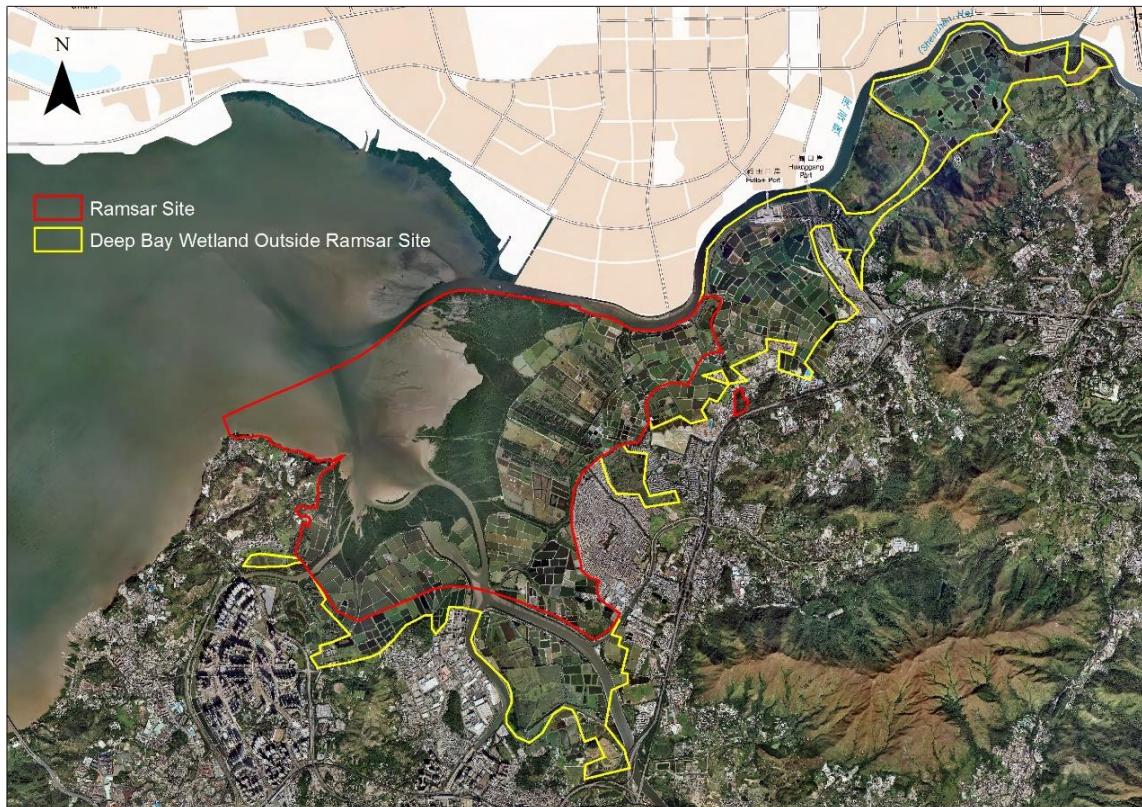 N
Ramsar Site
Deep Bay Wetland Outside Ramsar Site
(Shenzhen He)
深圳河
Huanggang
Port
Futian Port